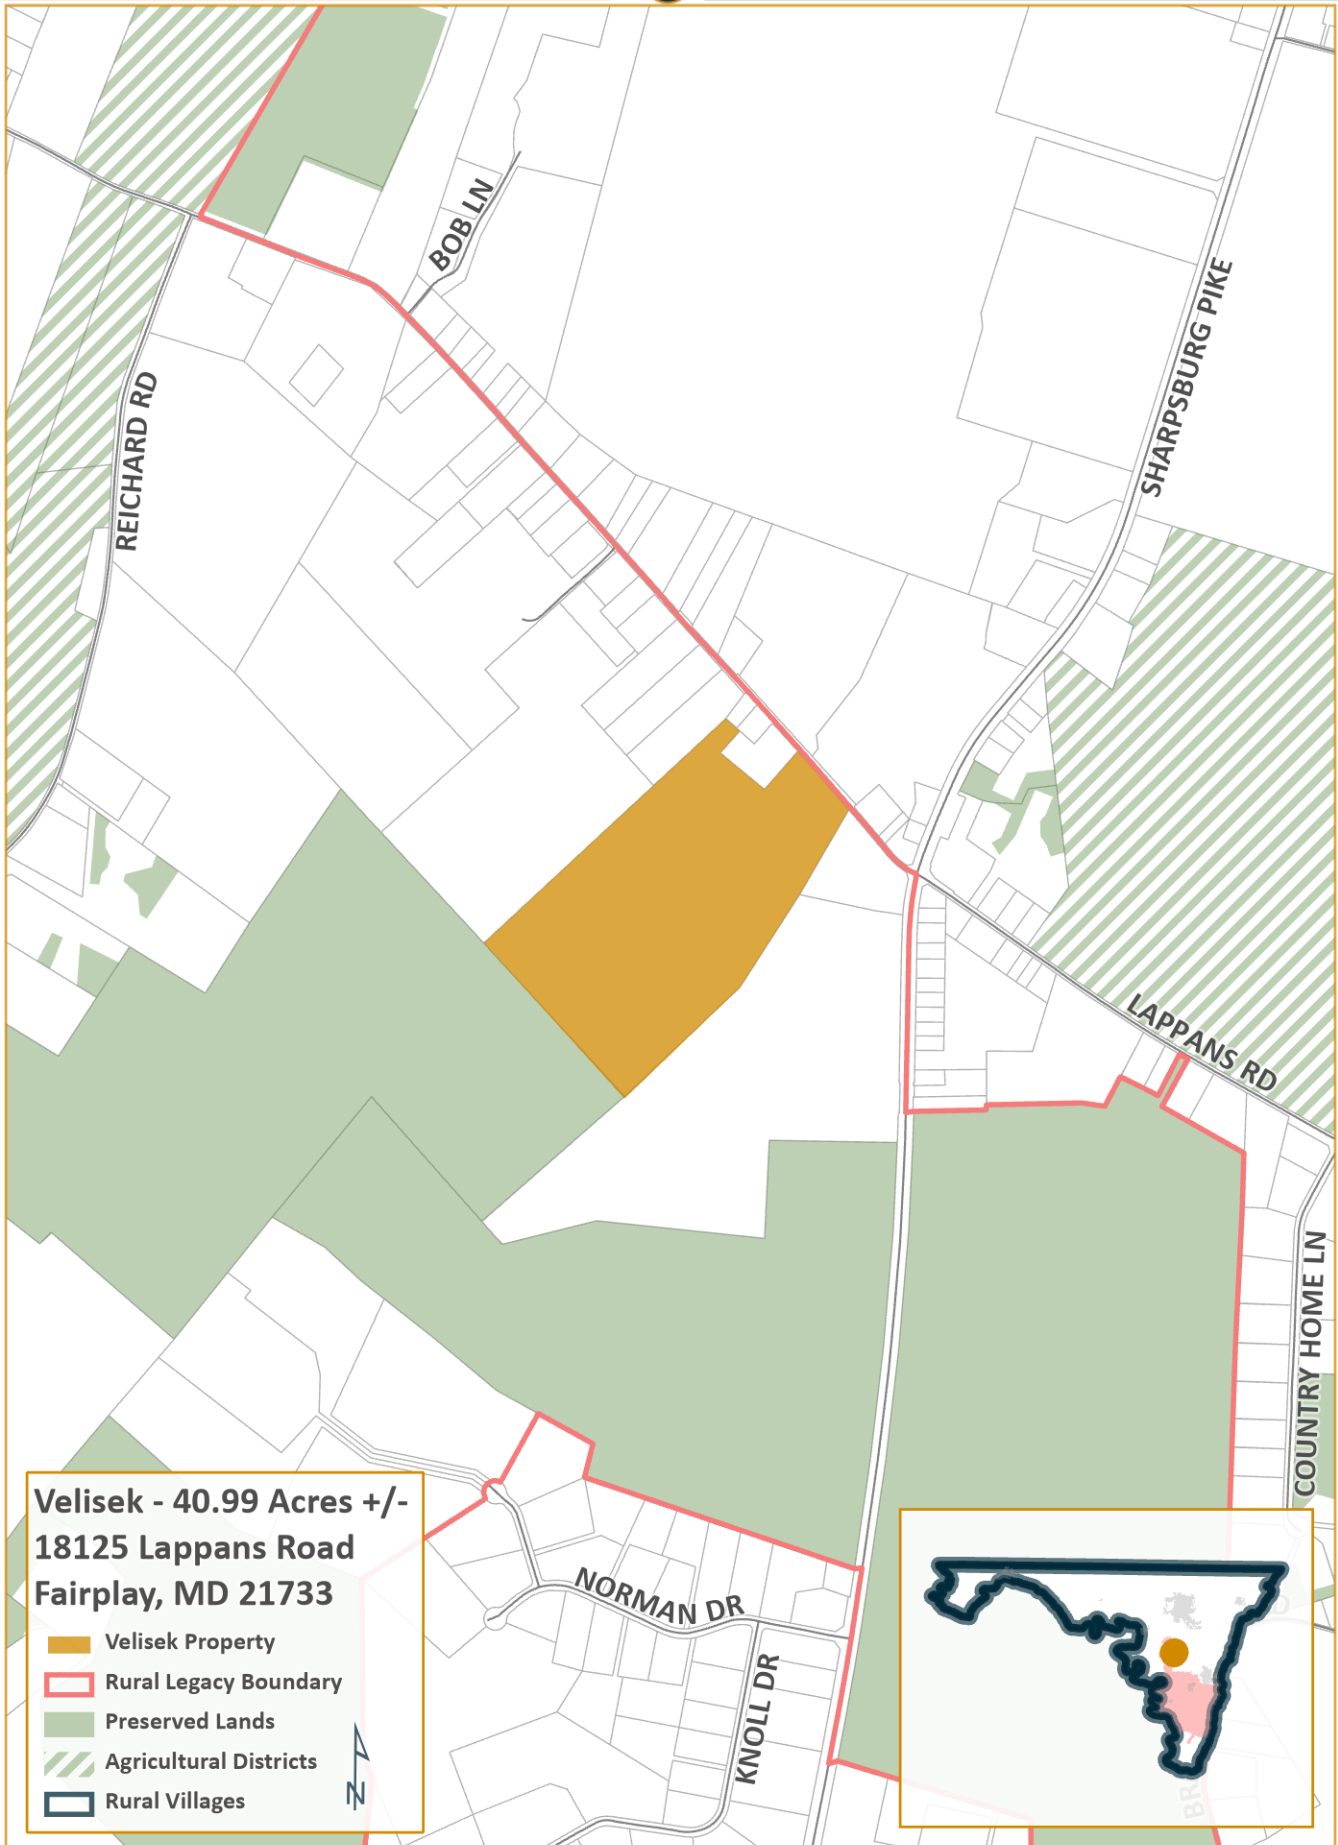 BOB LN
SHARPSBURG PIKE
REICHARD RD
LAPPANS RD
COUNTRY HOME LN
NORMAN DR
KNOLL DR
Velisek - 40.99 Acres +/-
18125 Lappans Road
Fairplay, MD 21733
Velisek Property
Rural Legacy Boundary
Preserved Lands
Agricultural Districts
Rural Villages
N